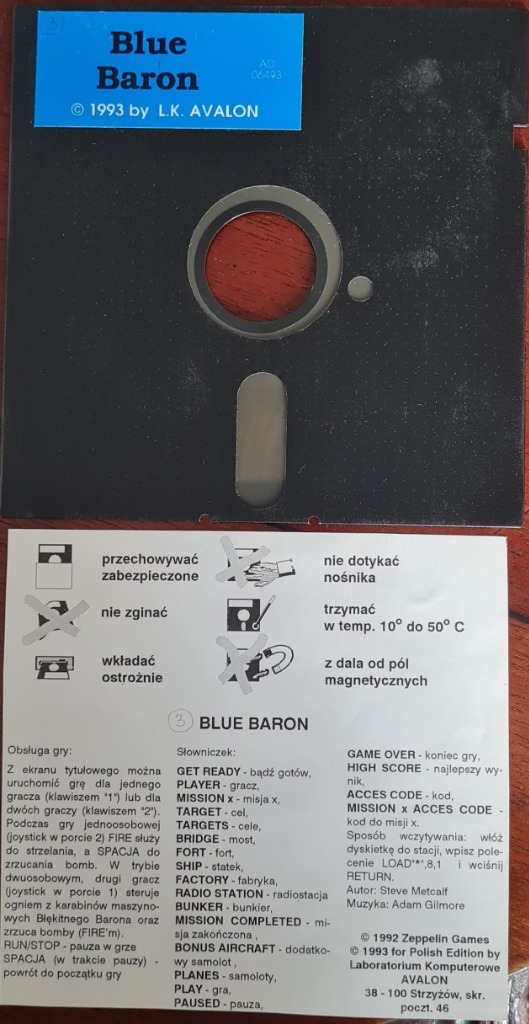 3)
Blue
Baron
AD
06493
© 1993 by L.K. AVALON
przechowywać
zabezpieczone
nie dotykać
nośnika
nie zginać
trzymać
w temp. 10° do 50° C
wkładać
ostrożnie
z dala od pól
magnetycznych
3 BLUE BARON
Obsługa gry:
Z ekranu tytułowego można
uruchomić grę dla jednego
gracza (klawiszem "1") lub dla
dwóch graczy (klawiszem "2").
Podczas gry jednoosobowej
(joystick w porcie 2) FIRE służy
do strzelania, a SPACJA do
zrzucania bomb. W trybie
dwuosobowym, drugi gracz
(joystick w porcie 1) steruje
ogniem z karabinów maszyno-
wych Błękitnego Barona oraz
zrzuca bomby (FIRE'm).
RUN/STOP - pauza w grze
SPACJA (w trakcie pauzy) -
powrót do początku gry
Słowniczek:
GET READY - bądź gotów,
PLAYER - gracz,
MISSION x - misja x,
TARGET - cel,
TARGETS - cele,
BRIDGE - most,
FORT - fort,
SHIP - statek,
FACTORY - fabryka,
RADIO STATION - radiostacja
BUNKER - bunkier,
MISSION COMPLETED - mi-
sja zakończona ,
BONUS AIRCRAFT - dodatko-
wy samolot ,
PLANES - samoloty,
PLAY - gra,
PAUSED - pauza,
GAME OVER - koniec gry,
HIGH SCORE - najlepszy wy-
nik,
ACCES CODE - kod,
MISSION x ACCES CODE -
kod do misji x.
Sposób wczytywania: włóż
dyskietkę do stacji, wpisz pole-
cenie LOAD"*",8,1 i wciśnij
RETURN.
Autor: Steve Metcalf
Muzyka: Adam Gilmore
© 1992 Zeppelin Games
© 1993 for Polish Edition by
Laboratorium Komputerowe
AVALON
38 - 100 Strzyżów, skr.
poczt. 46